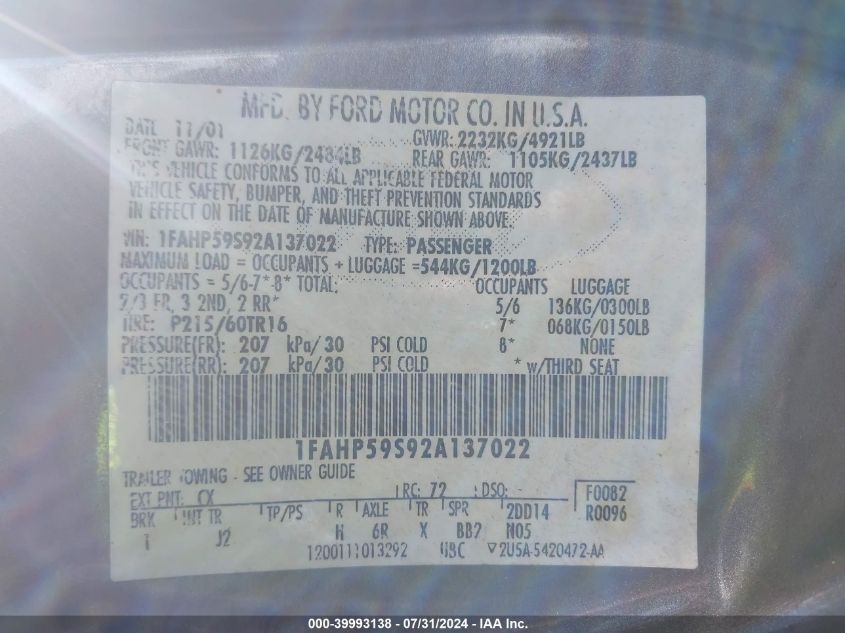 MFD. BY FORD MOTOR CO. IN U.S.A.
DATE 11/01 GVWR: 2232KG/4921LB
FRONT GAWR: 1126KG/2484LB REAR GAWR: 1105KG/2437LB
THIS VEHICLE CONFORMS TO ALL APPLICABLE FEDERAL MOTOR
VEHICLE SAFETY, BUMPER, AND THEFT PREVENTION STANDARDS
IN EFFECT ON THE DATE OF MANUFACTURE SHOWN ABOVE.
VIN: 1FAHP59S92A137022 TYPE: PASSENGER
MAXIMUM LOAD = OCCUPANTS + LUGGAGE =544KG/1200LB
OCCUPANTS = 5/6-7*-8* TOTAL: OCCUPANTS LUGGAGE
2/3 FR, 3 2ND, 2 RR* 5/6 136KG/0300LB
TIRE: P215/60TR16 7* 068KG/0150LB
PRESSURE(FR): 207 kPa/30 PSI COLD 8* NONE
PRESSURE(RR): 207 kPa/30 PSI COLD * w/THIRD SEAT
1FAHP59S92A137022
TRAILER TOWING - SEE OWNER GUIDE
EXT PNT: CX RC: 72 DSO: - F0082
BRK INT TR TP/PS R AXLE TR SPR 2DD14 R0096
1 J2 H 6R X BB2 N05
1200111013292 UBC 2U5A-5420472-AA
000-39993138 - 07/31/2024 - IAA Inc.